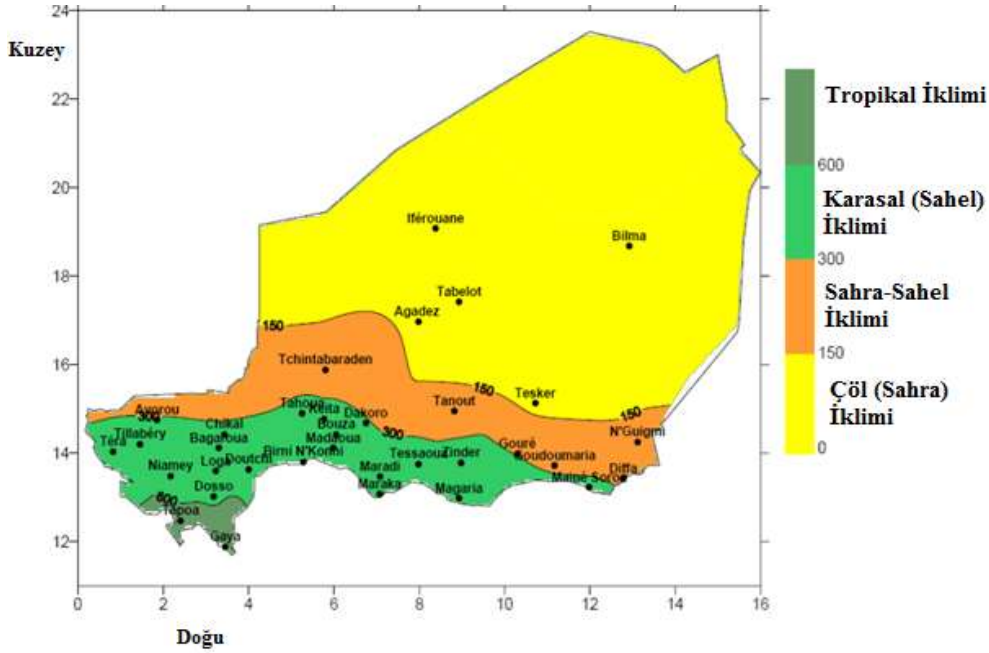 24
Kuzey
22
20
18
16
14
12
0
2
4
6
8
10
12
14
16
Doğu
Iférouane
Bilma
Tabelot
Agadez
150
Tchintabaraden
150
Tesker
Tanout
150
N'Guigmi
Ayorou
300
Tahoua
Keita
Dakoro
Chikal
Bouza
300
Tillabéry
Téra
Bagaroua
Madaoua
Gouré
Goudoumaria
Birni N'Konni
Tessaoua
Zinder
Loga
Doutchi
Niamey
Maradi
Diffa
Mainé Soroa
Maraka
Magaria
Dosso
600
Tapoa
Gaya
Tropikal İklimi
600
Karasal (Sahel)
İklimi
300
Sahra-Sahel
İklimi
150
Çöl (Sahra)
İklimi
0